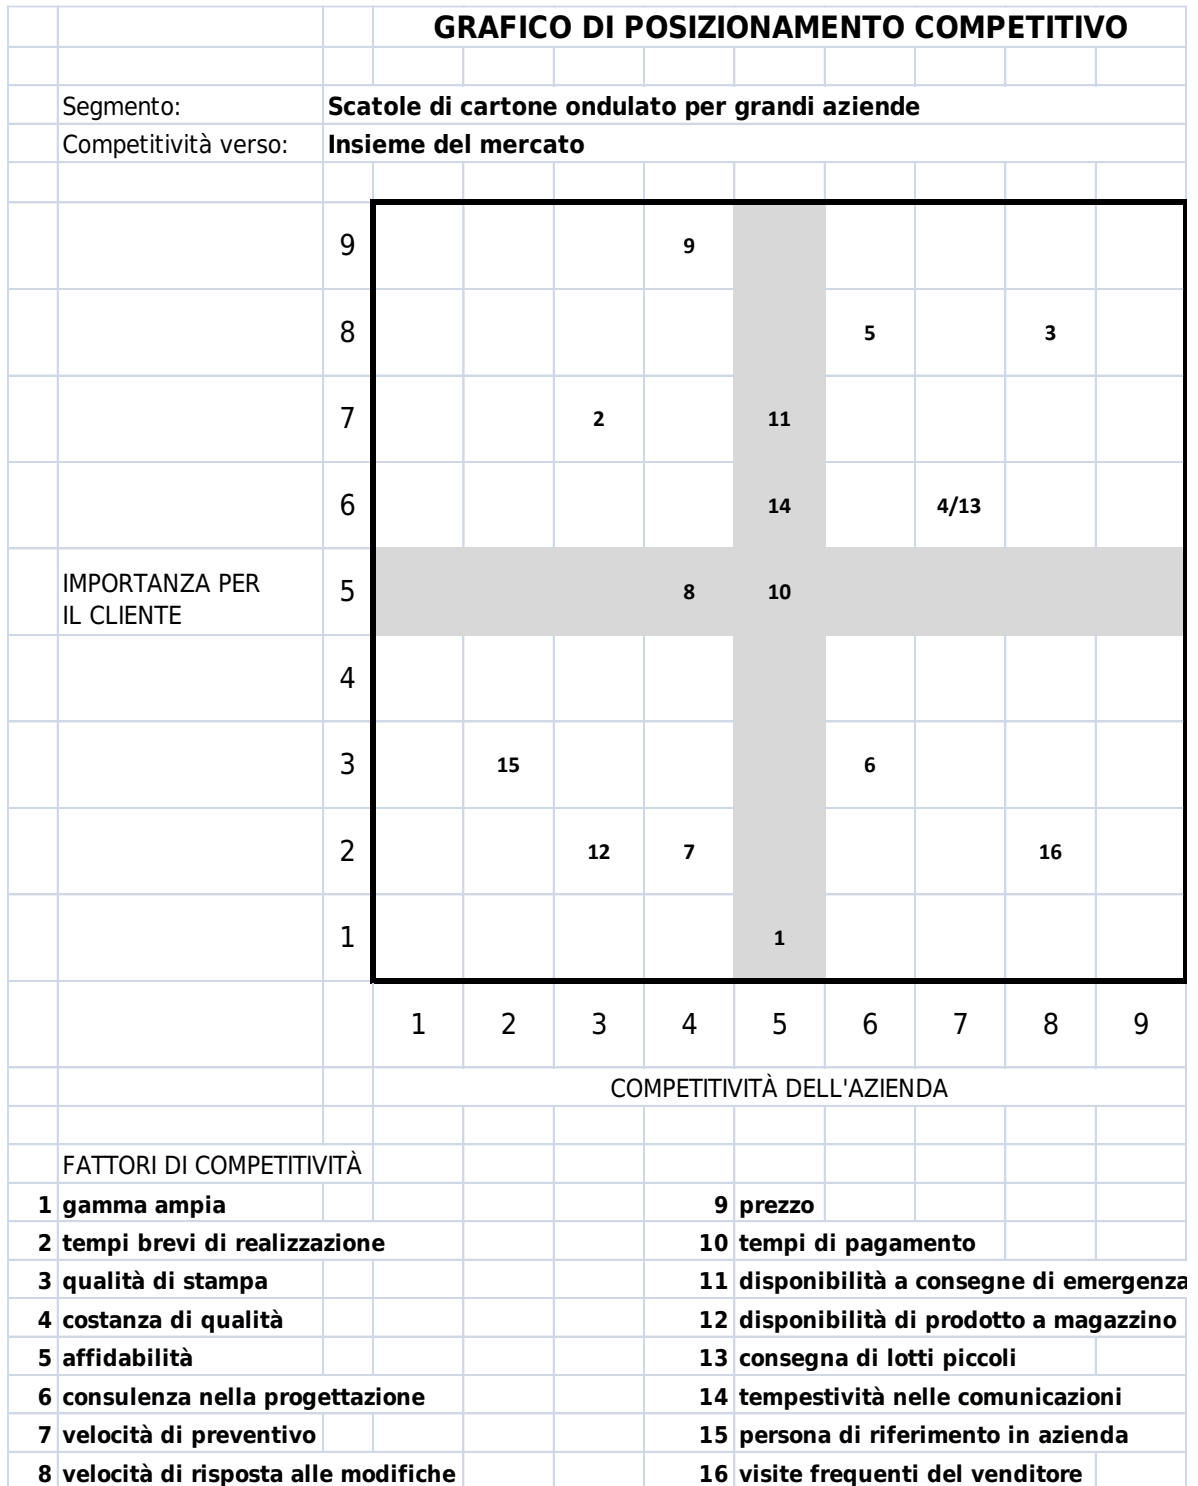 GRAFICO DI POSIZIONAMENTO COMPETITIVO
Segmento: Scatole di cartone ondulato per grandi aziende
Competitività verso: Insieme del mercato
9 9
8 5 3
7 2 11
6 14 4/13
IMPORTANZA PER
IL CLIENTE
5 8 10
4
3 15 6
2 12 7 16
1 1
1 2 3 4 5 6 7 8 9
COMPETITIVITÀ DELL'AZIENDA
FATTORI DI COMPETITIVITÀ
1 gamma ampia 9 prezzo
2 tempi brevi di realizzazione 10 tempi di pagamento
3 qualità di stampa 11 disponibilità a consegne di emergenza
4 costanza di qualità 12 disponibilità di prodotto a magazzino
5 affidabilità 13 consegna di lotti piccoli
6 consulenza nella progettazione 14 tempestività nelle comunicazioni
7 velocità di preventivo 15 persona di riferimento in azienda
8 velocità di risposta alle modifiche 16 visite frequenti del venditore